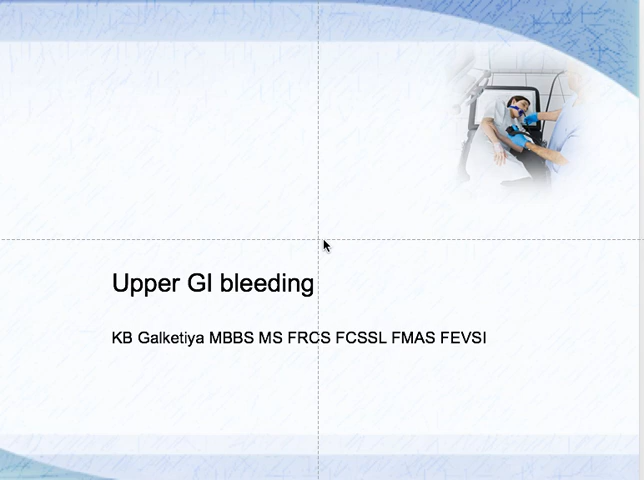 Upper GI bleeding
KB Galketiya MBBS MS FRCS FCSSL FMAS FEVSI